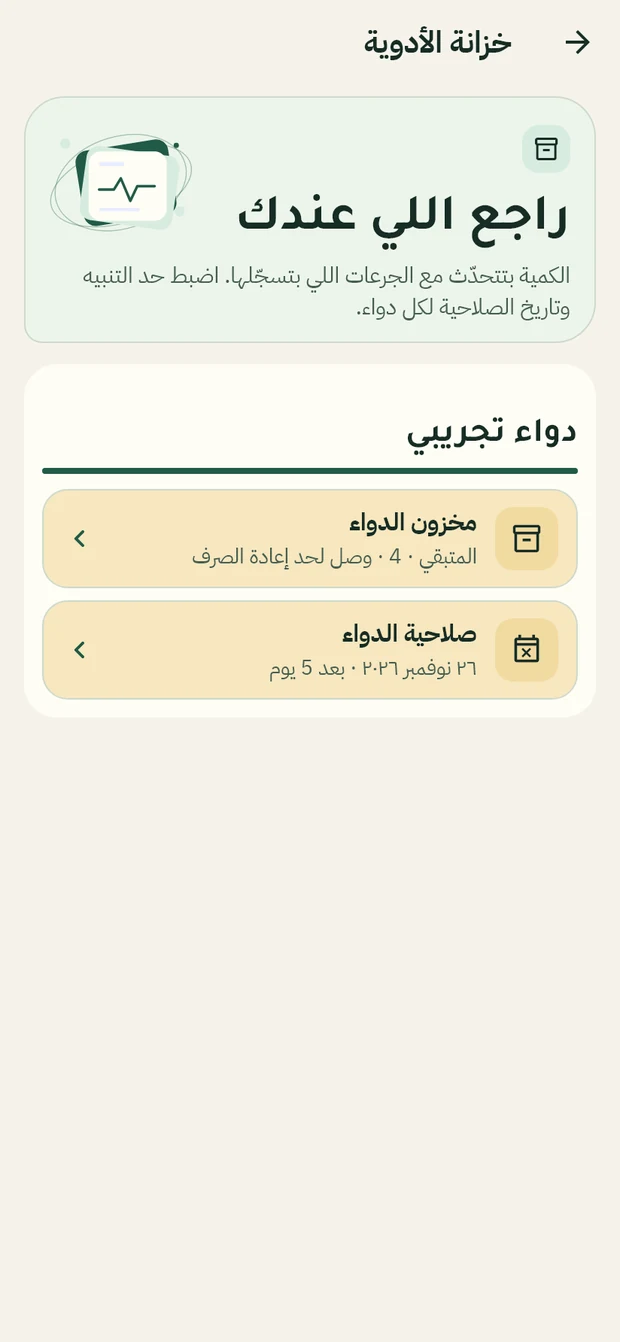 خزانة الأدوية
راجع اللي عندك
الكمية بتتحدّث مع الجرعات اللي بتسجّلها. اضبط حد التنبيه
وتاريخ الصلاحية لكل دواء.
دواء تجريبي
مخزون الدواء
المتبقي · 4 · وصل لحد إعادة الصرف
صلاحية الدواء
٢٦ نوفمبر ٢٠٢٦ · بعد 5 يوم